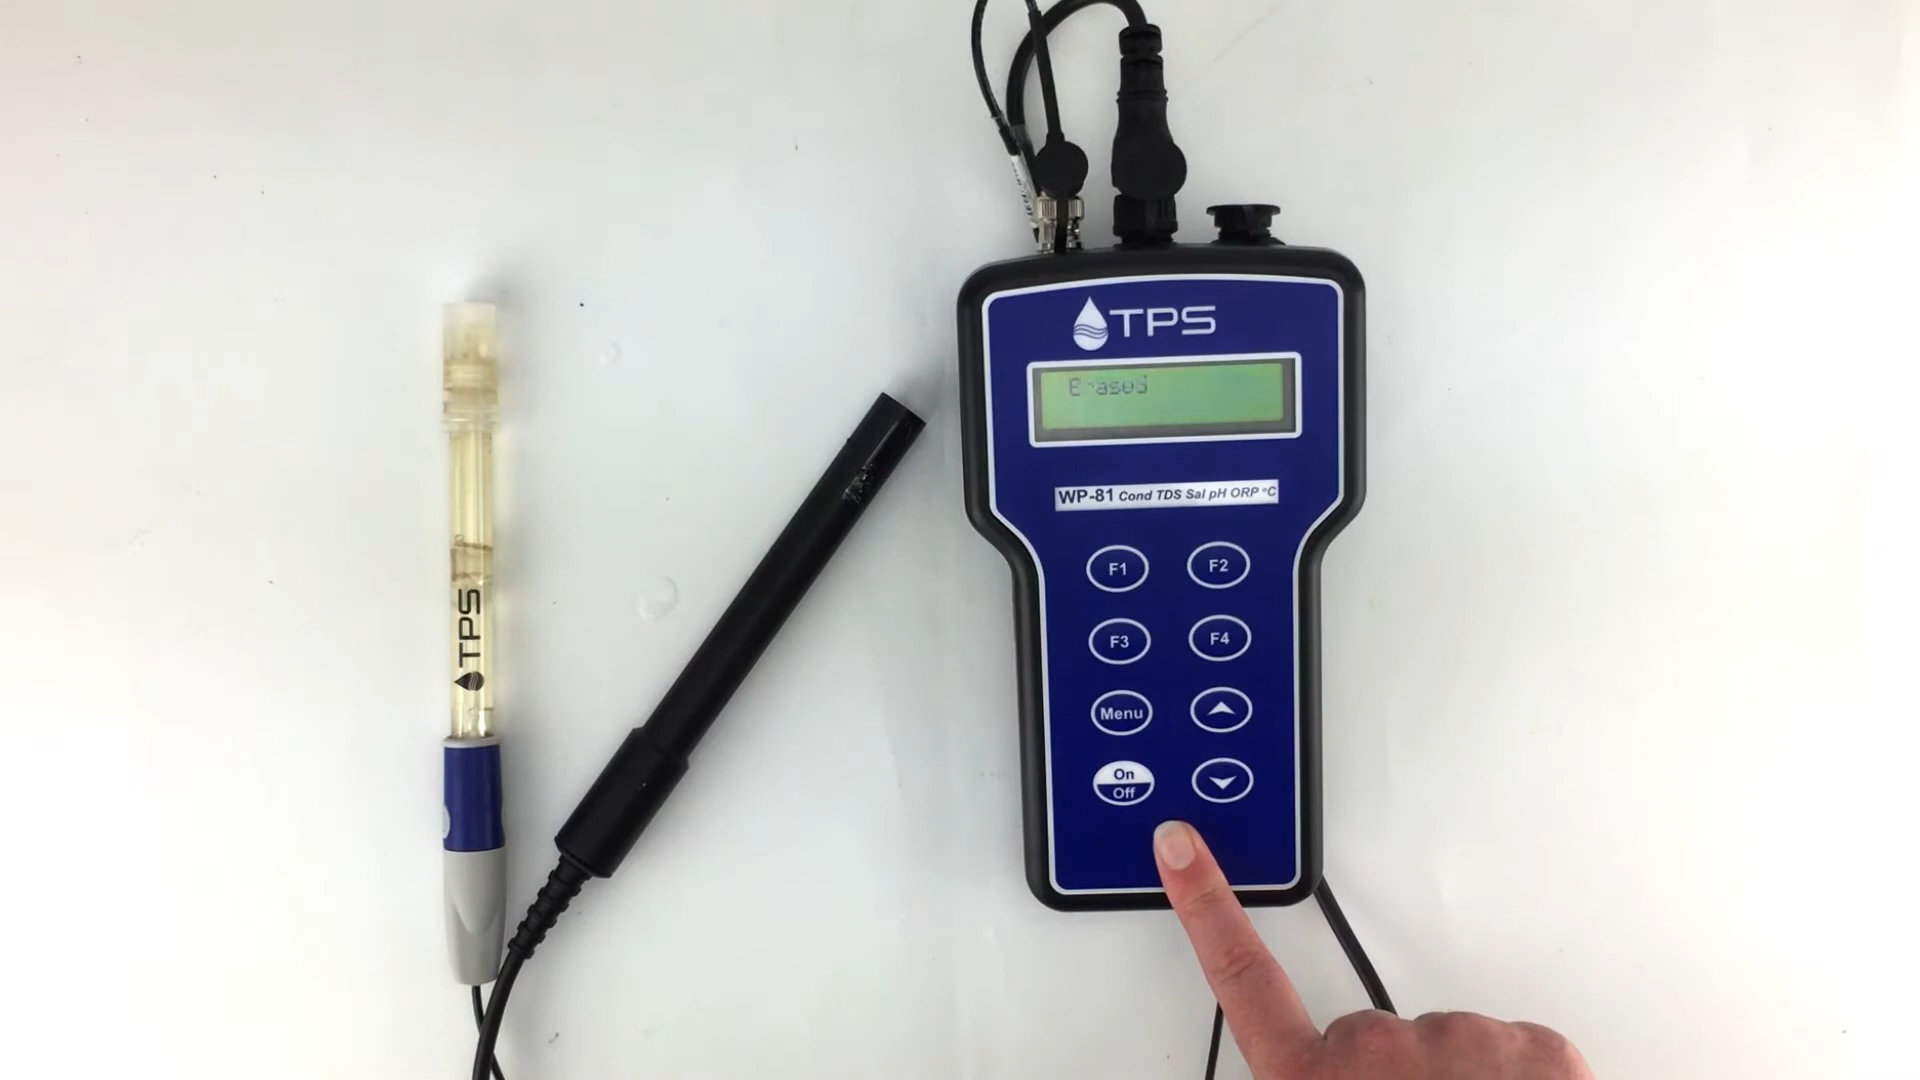 TPS
Erased
WP-81 Cond TDS Sal pH ORP °C
F1 F2
F3 F4
Menu
On
Off
TPS